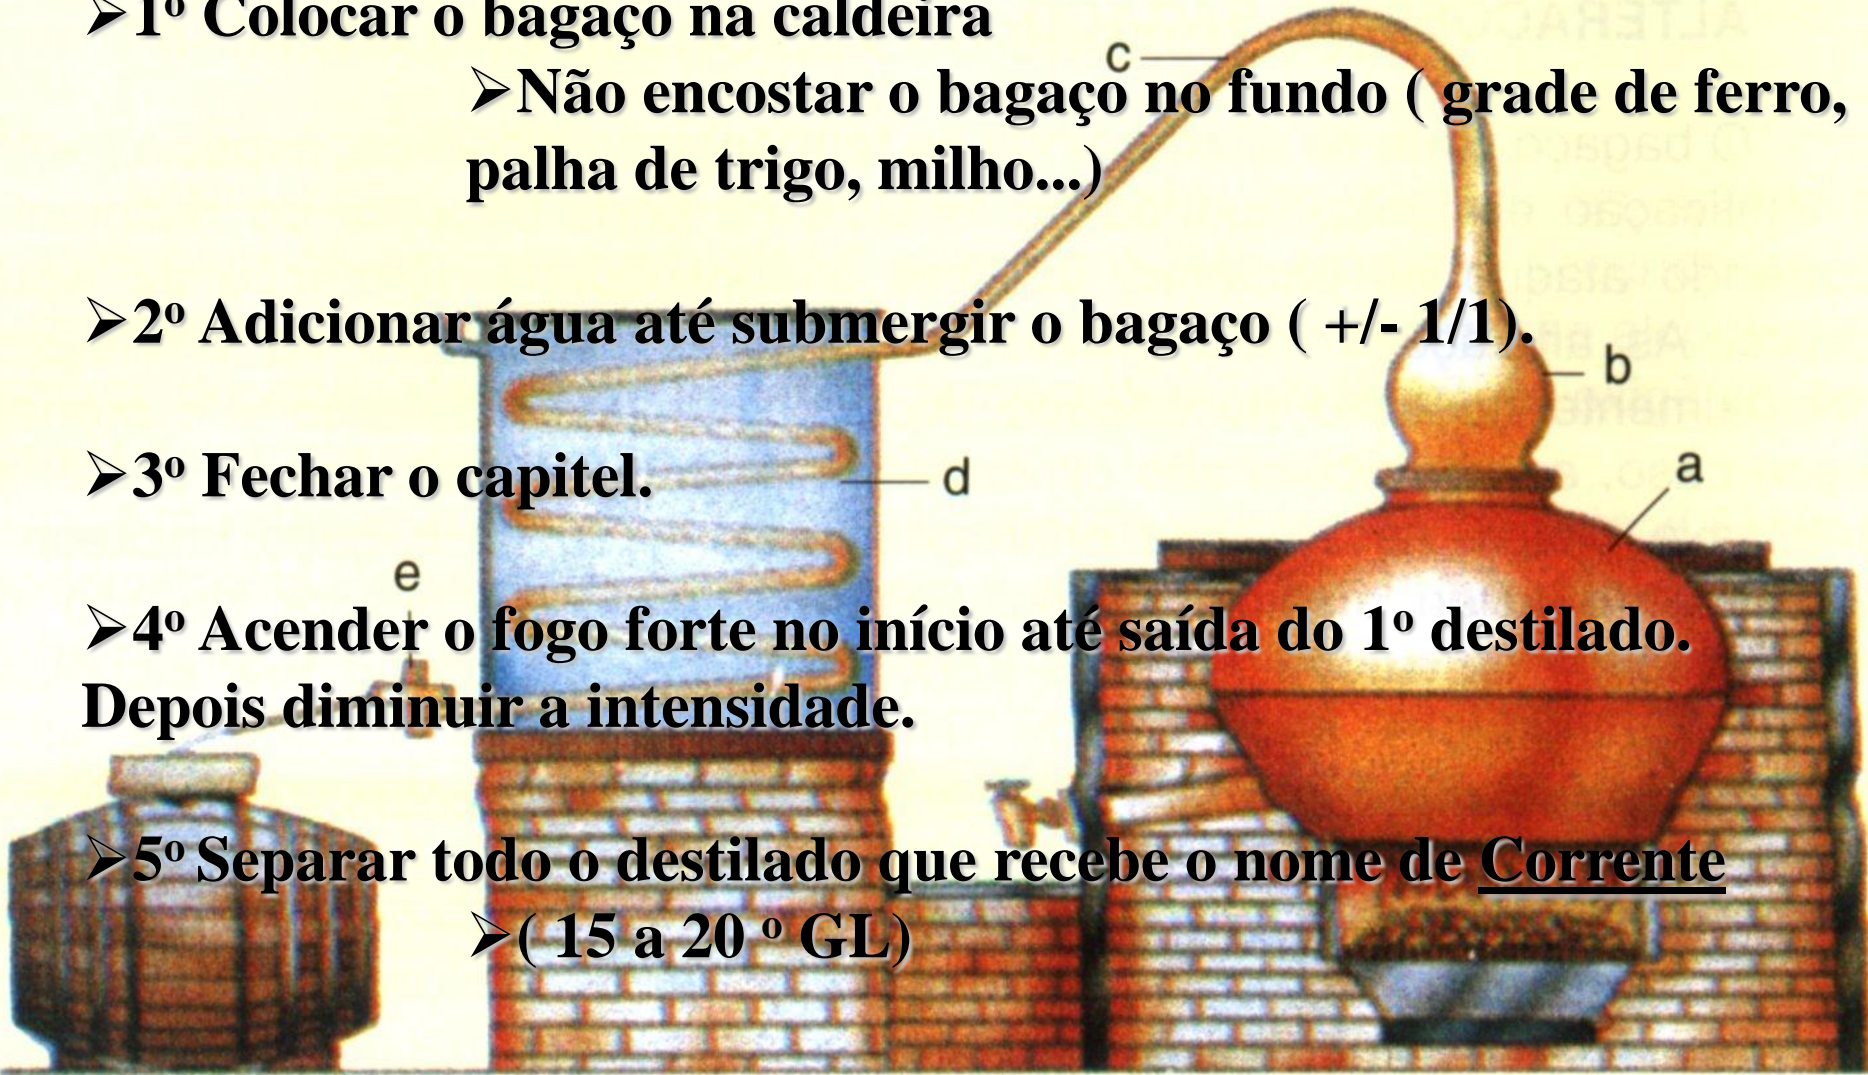 ➢1º Colocar o bagaço na caldeira
c
➢Não encostar o bagaço no fundo ( grade de ferro,
palha de trigo, milho...)
➢2º Adicionar água até submergir o bagaço ( +/- 1/1).
b
➢3º Fechar o capitel.
d
a
e
➢4º Acender o fogo forte no início até saída do 1º destilado.
Depois diminuir a intensidade.
➢5º Separar todo o destilado que recebe o nome de Corrente
➢( 15 a 20 º GL)